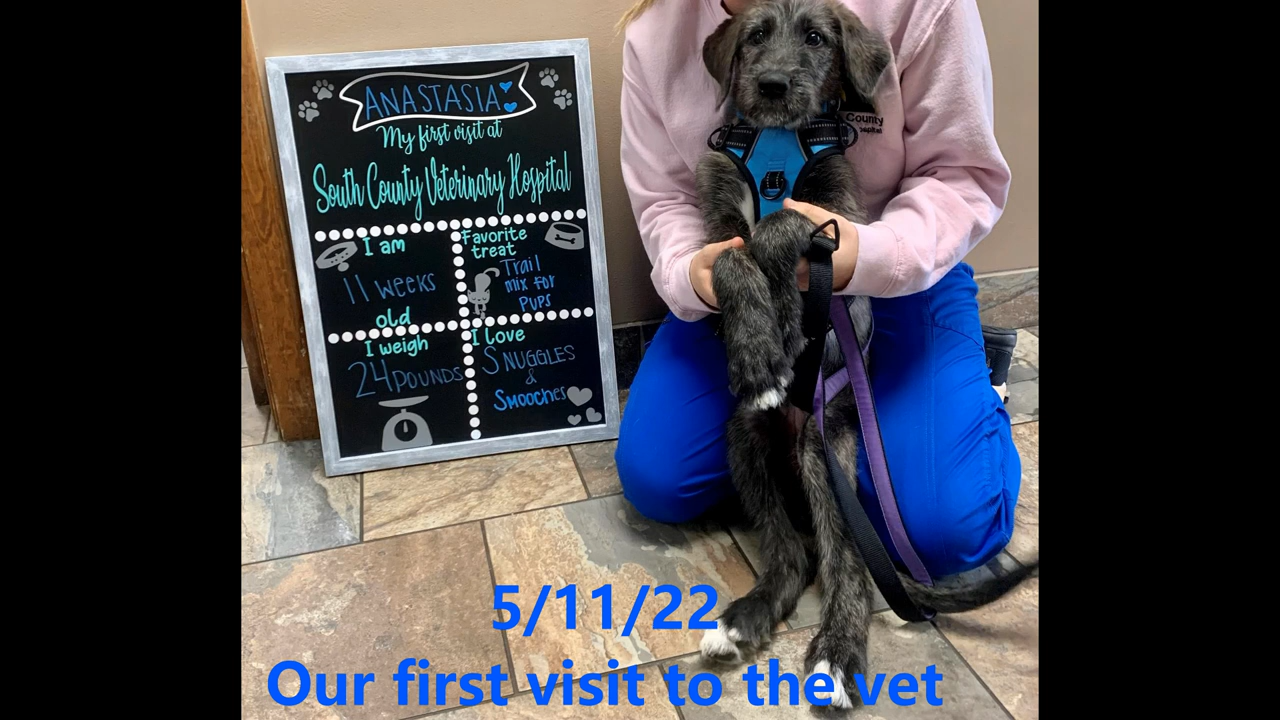 ANASTASIA
My first visit at
South County Veterinary Hospital
I am
11 weeks
old
Favorite
treat
Trail
mix for
pups
I weigh
24 pounds
I love
Snuggles
&
Smooches
County
5/11/22
Our first visit to the vet